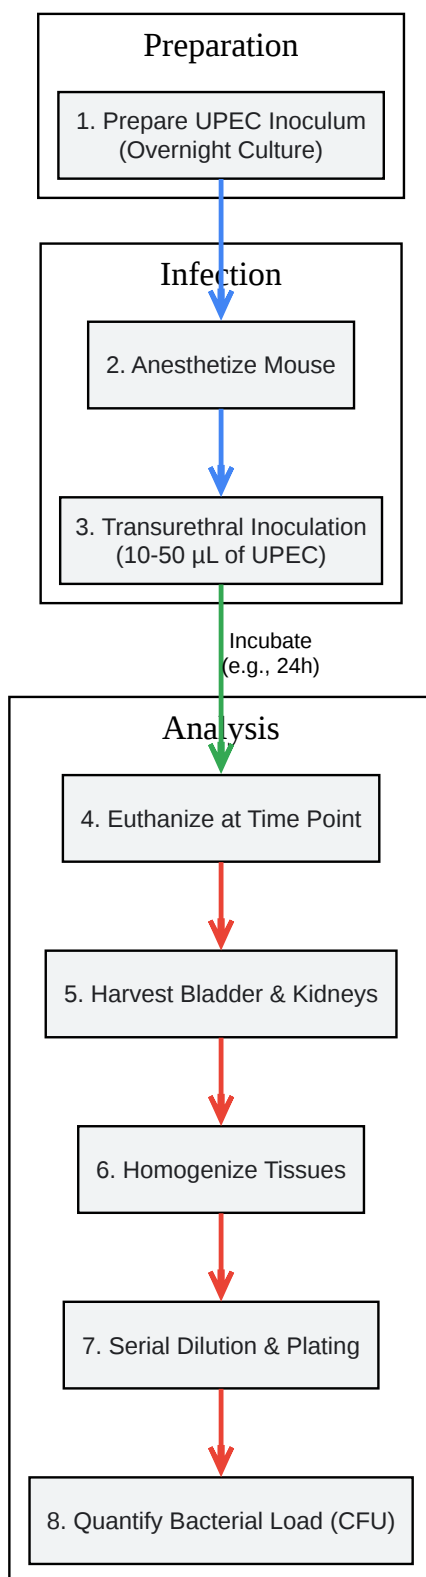 Preparation
1. Prepare UPEC Inoculum
(Overnight Culture)
Infection
2. Anesthetize Mouse
3. Transurethral Inoculation
(10-50 µL of UPEC)
Incubate
(e.g., 24h)
Analysis
4. Euthanize at Time Point
5. Harvest Bladder & Kidneys
6. Homogenize Tissues
7. Serial Dilution & Plating
8. Quantify Bacterial Load (CFU)